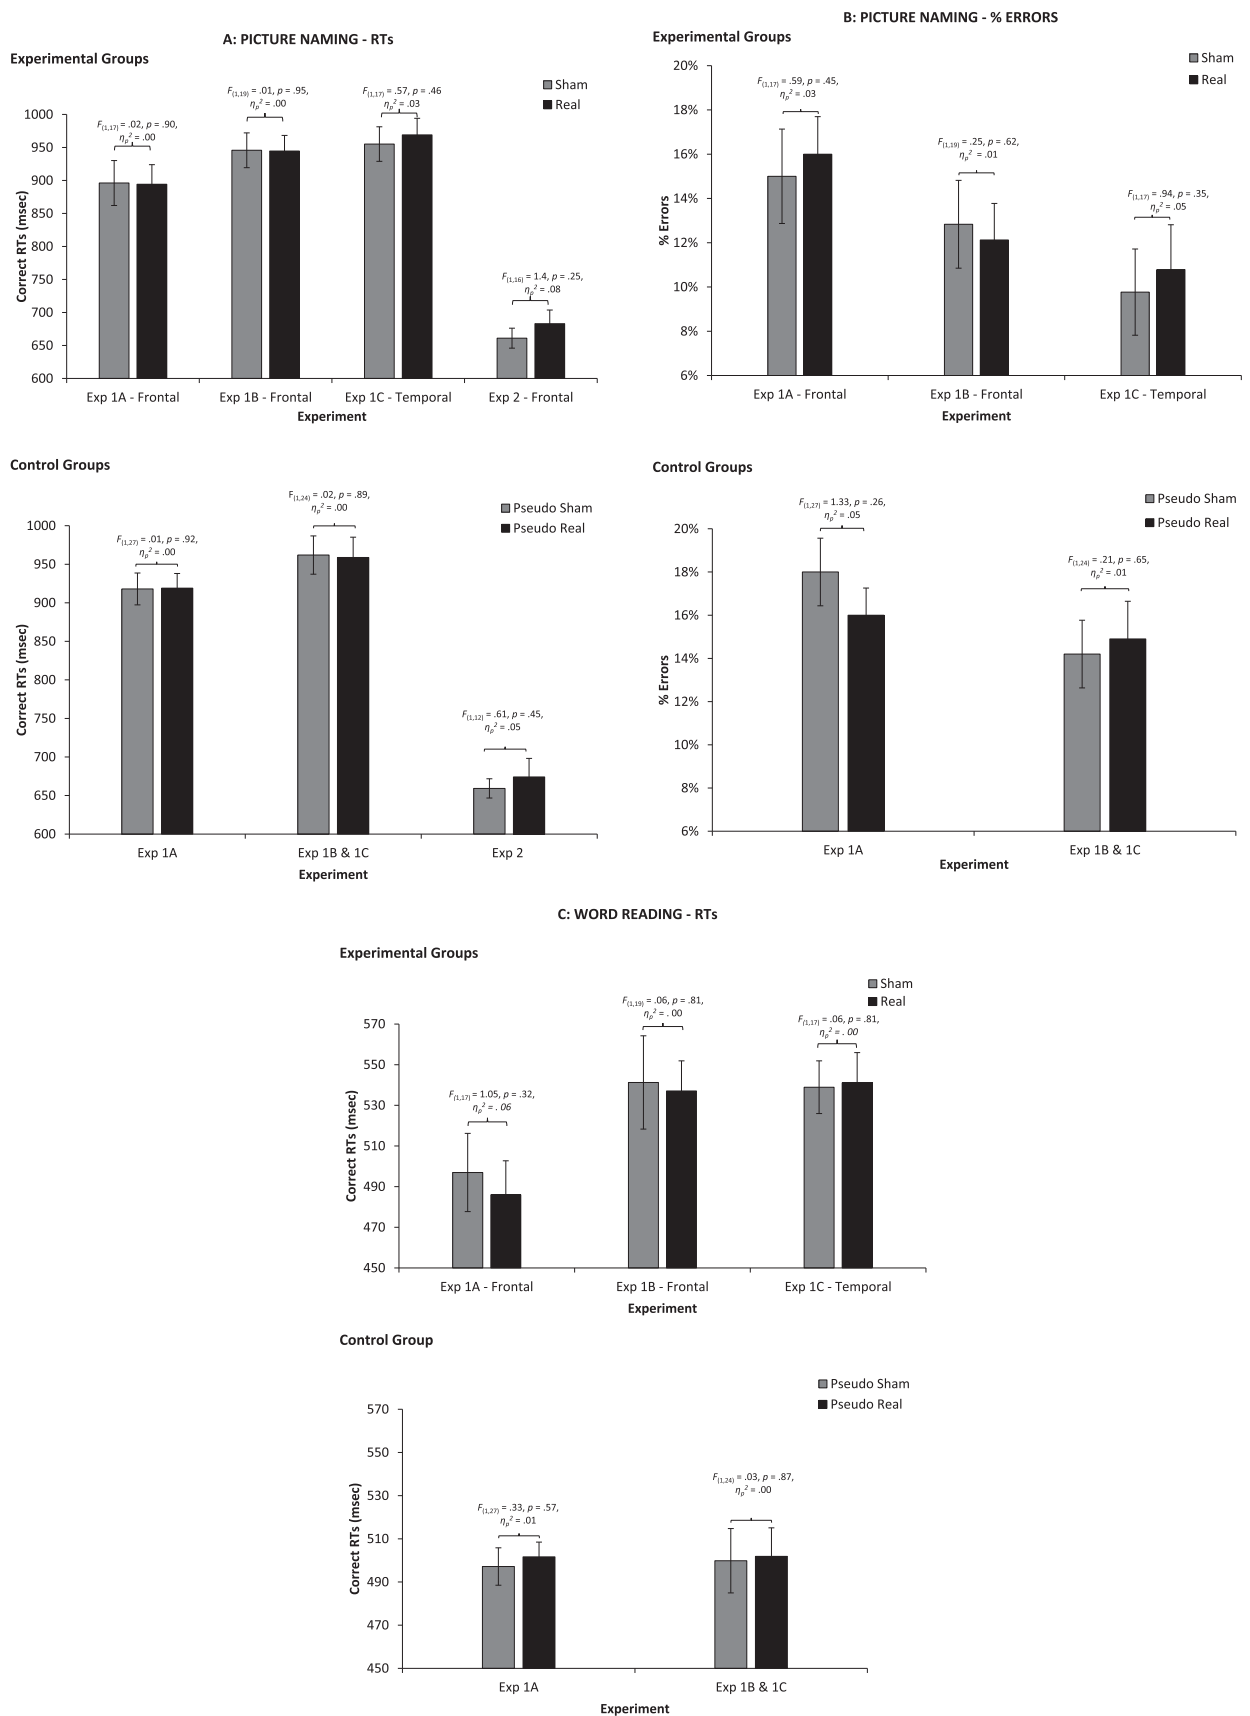 A: PICTURE NAMING - RTs
Experimental Groups
Sham
Real
F(1,17) = .02, p = .90,
ηp² = .00
F(1,19) = .01, p = .95,
ηp² = .00
F(1,17) = .57, p = .46
ηp² = .03
F(1,16) = 1.4, p = .25,
ηp² = .08
Correct RTs (msec)
1000
950
900
850
800
750
700
650
600
Exp 1A - Frontal
Exp 1B - Frontal
Exp 1C - Temporal
Exp 2 - Frontal
Experiment
B: PICTURE NAMING - % ERRORS
Experimental Groups
Sham
Real
F(1,17) = .59, p = .45,
ηp² = .03
F(1,19) = .25, p = .62,
ηp² = .01
F(1,17) = .94, p = .35,
ηp² = .05
% Errors
20%
18%
16%
14%
12%
10%
8%
6%
Exp 1A - Frontal
Exp 1B - Frontal
Exp 1C - Temporal
Experiment
Control Groups
Pseudo Sham
Pseudo Real
F(1,27) = .01, p = .92,
ηp² = .00
F(1,24) = .02, p = .89,
ηp² = .00
F(1,12) = .61, p = .45,
ηp² = .05
Correct RTs (msec)
1000
950
900
850
800
750
700
650
600
Exp 1A
Exp 1B & 1C
Exp 2
Experiment
Control Groups
Pseudo Sham
Pseudo Real
F(1,27) = 1.33, p = .26,
ηp² = .05
F(1,24) = .21, p = .65,
ηp² = .01
% Errors
20%
18%
16%
14%
12%
10%
8%
6%
Exp 1A
Exp 1B & 1C
Experiment
C: WORD READING - RTs
Experimental Groups
Sham
Real
F(1,17) = 1.05, p = .32,
ηp² = . 06
F(1,19) = .06, p = .81,
ηp² = . 00
F(1,17) = .06, p = .81,
ηp² = . 00
Correct RTs (msec)
570
550
530
510
490
470
450
Exp 1A - Frontal
Exp 1B - Frontal
Exp 1C - Temporal
Experiment
Control Group
Pseudo Sham
Pseudo Real
F(1,27) = .33, p = .57,
ηp² = .01
F(1,24) = .03, p = .87,
ηp² = .00
Correct RTs (msec)
570
550
530
510
490
470
450
Exp 1A
Exp 1B & 1C
Experiment